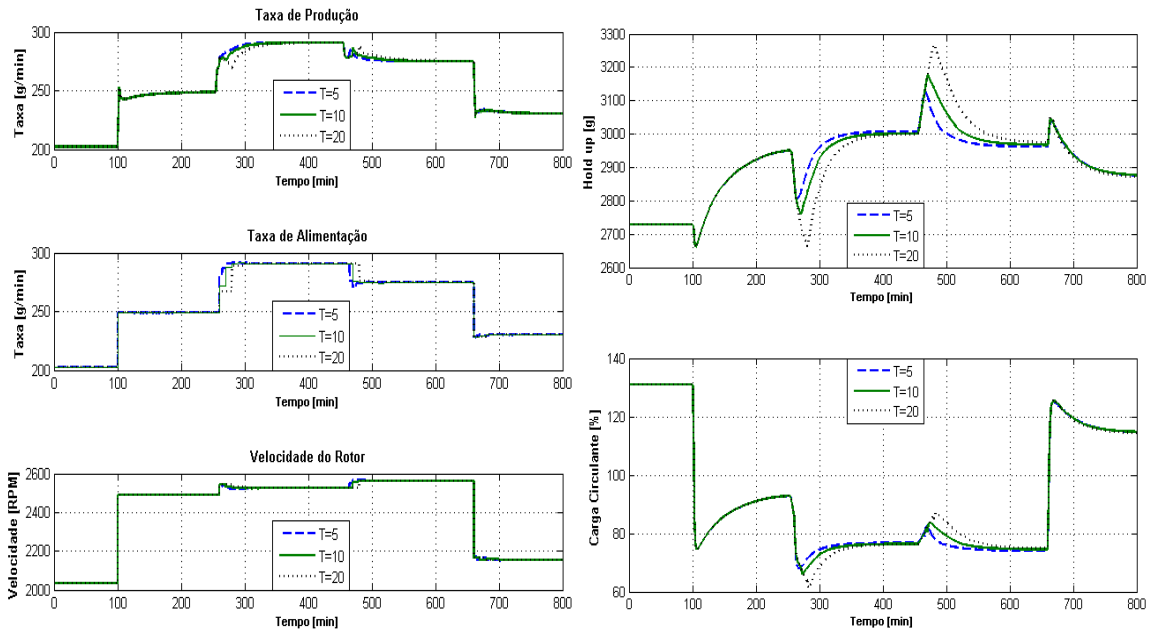 Taxa de Produção
Taxa [g/min]
300
250
200
T=5
T=10
T=20
0 100 200 300 400 500 600 700 800
Tempo [min]
Taxa de Alimentação
Taxa [g/min]
300
250
200
T=5
T=10
T=20
0 100 200 300 400 500 600 700 800
Tempo [min]
Velocidade do Rotor
Velocidade [RPM]
2600
2400
2200
2000
T=5
T=10
T=20
0 100 200 300 400 500 600 700 800
Tempo [min]
Hold up [g]
3300
3200
3100
3000
2900
2800
2700
2600
T=5
T=10
T=20
0 100 200 300 400 500 600 700 800
Tempo [min]
Carga Circulante [%]
140
120
100
80
60
T=5
T=10
T=20
0 100 200 300 400 500 600 700 800
Tempo [min]